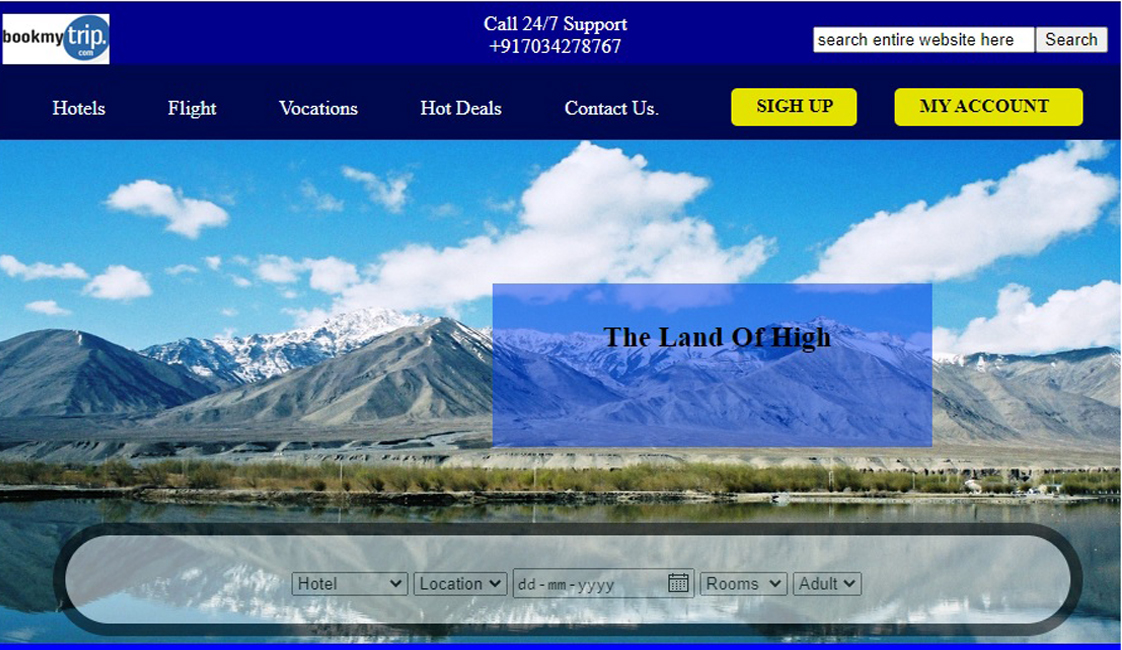 bookmytrip.
com
Call 24/7 Support
+917034278767
search entire website here Search
Hotels Flight Vocations Hot Deals Contact Us. SIGH UP MY ACCOUNT
The Land Of High
Hotel Location dd-mm-yyyy Rooms Adult